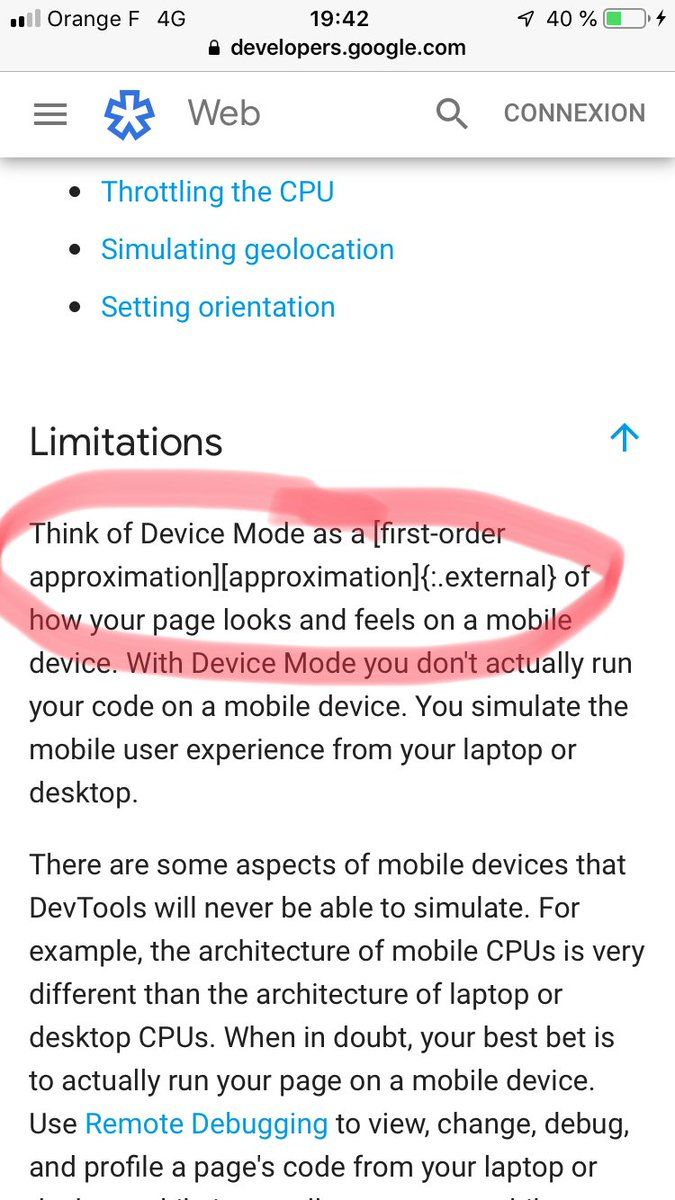 Orange F 4G 19:42 40 %
developers.google.com
Web CONNEXION
Throttling the CPU
Simulating geolocation
Setting orientation
Limitations
Think of Device Mode as a [first-order
approximation][approximation]{:.external} of
how your page looks and feels on a mobile
device. With Device Mode you don't actually run
your code on a mobile device. You simulate the
mobile user experience from your laptop or
desktop.
There are some aspects of mobile devices that
DevTools will never be able to simulate. For
example, the architecture of mobile CPUs is very
different than the architecture of laptop or
desktop CPUs. When in doubt, your best bet is
to actually run your page on a mobile device.
Use Remote Debugging to view, change, debug,
and profile a page's code from your laptop or